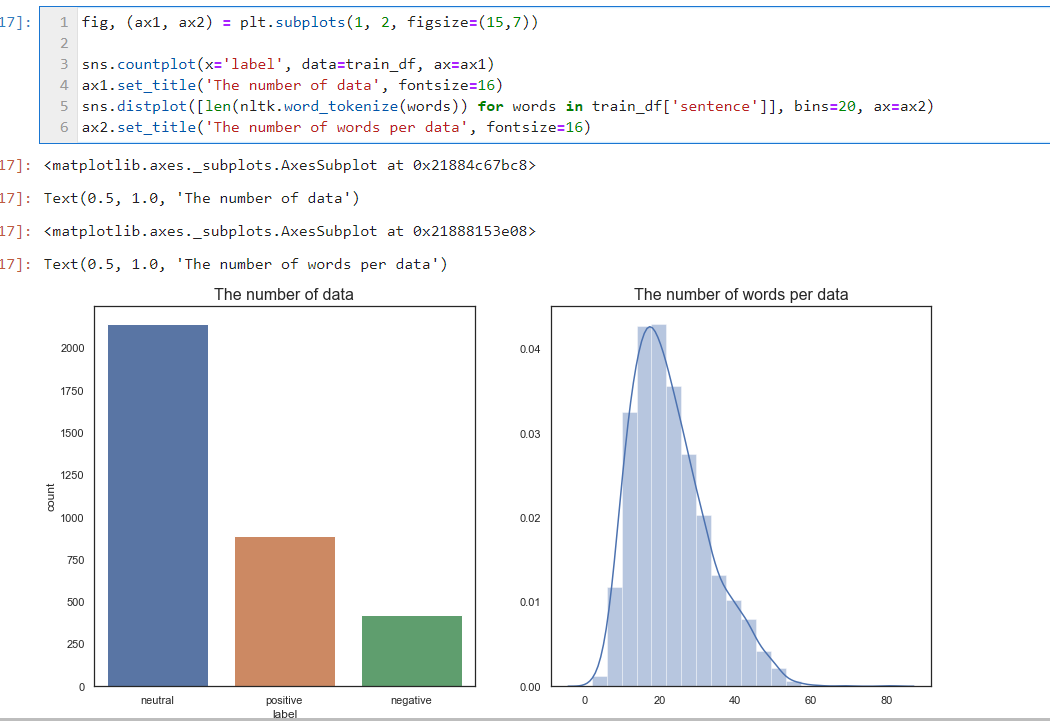 17]: 1 fig, (ax1, ax2) = plt.subplots(1, 2, figsize=(15,7))
2
3 sns.countplot(x='label', data=train_df, ax=ax1)
4 ax1.set_title('The number of data', fontsize=16)
5 sns.distplot([len(nltk.word_tokenize(words)) for words in train_df['sentence']], bins=20, ax=ax2)
6 ax2.set_title('The number of words per data', fontsize=16)
17]: <matplotlib.axes._subplots.AxesSubplot at 0x21884c67bc8>
17]: Text(0.5, 1.0, 'The number of data')
17]: <matplotlib.axes._subplots.AxesSubplot at 0x21888153e08>
17]: Text(0.5, 1.0, 'The number of words per data')
The number of data
2000
1750
1500
1250
1000
750
500
250
0
count
neutral positive negative
label
The number of words per data
0.04
0.03
0.02
0.01
0.00
0 20 40 60 80